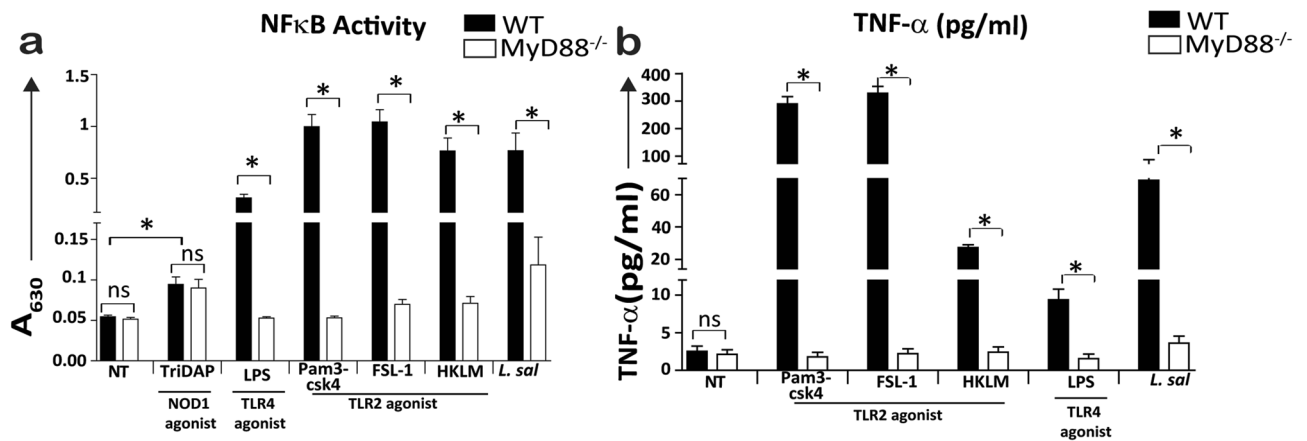 a
NFκB Activity
WT
MyD88-/-
A630
1.5
1
0.5
0.15
0.1
0.05
0.00
ns
*
ns
*
*
*
*
*
NT
TriDAP
LPS
Pam3-
csk4
FSL-1
HKLM
L. sal
NOD1
agonist
TLR4
agonist
TLR2 agonist
b
TNF-α (pg/ml)
WT
MyD88-/-
TNF-α(pg/ml)
400
300
200
100
60
40
20
10
5
0
ns
*
*
*
*
*
NT
Pam3-
csk4
FSL-1
HKLM
LPS
L. sal
TLR2 agonist
TLR4
agonist